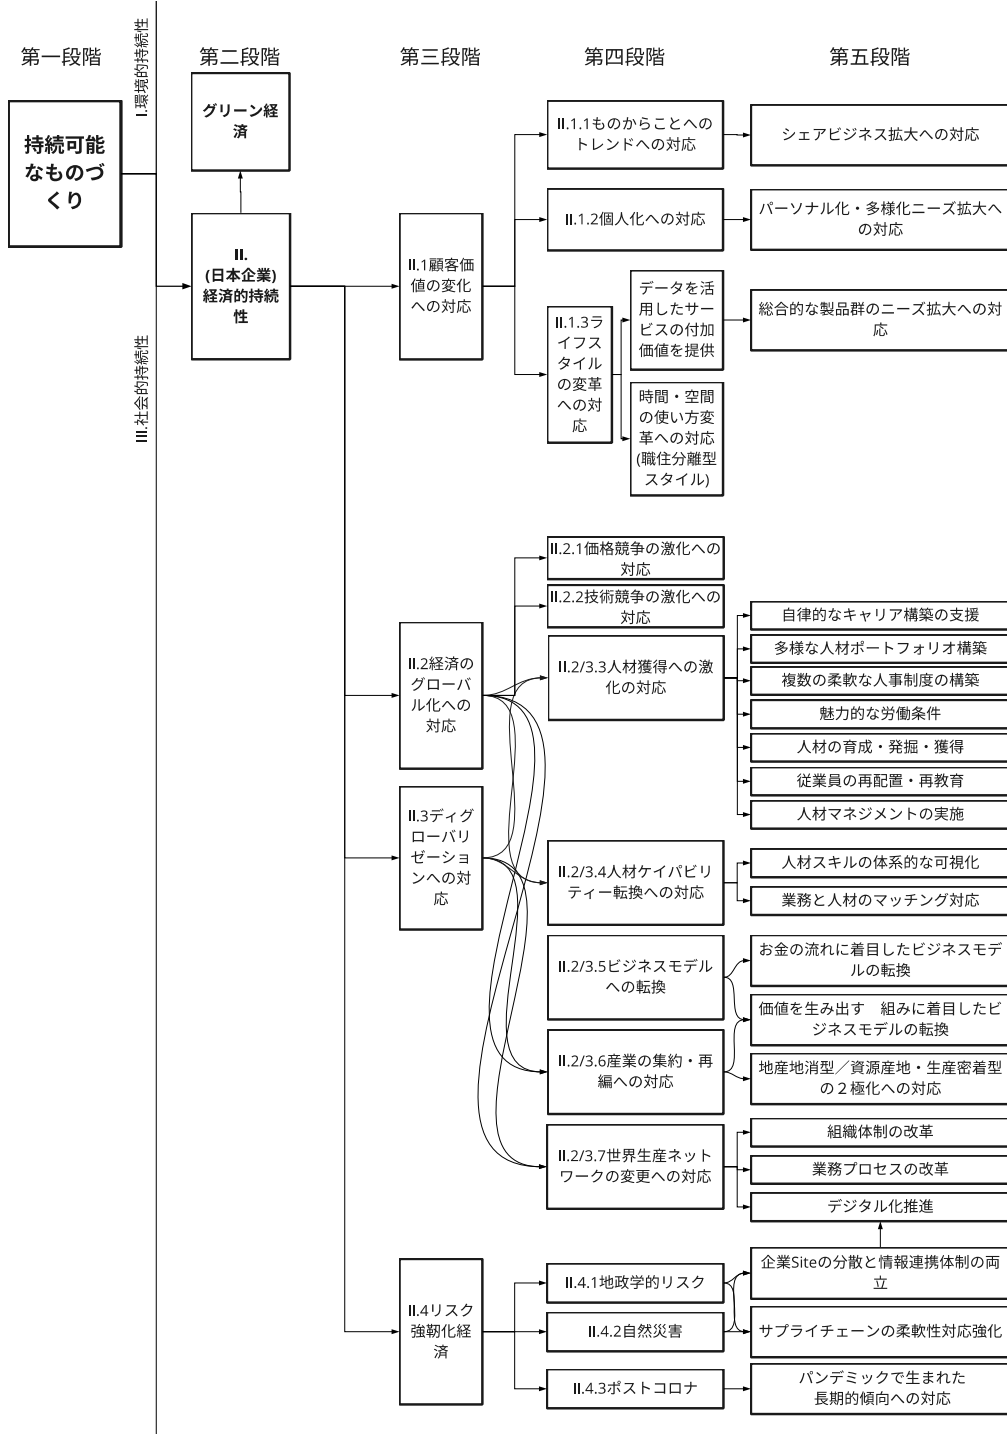 第一段階
第二段階
第三段階
第四段階
第五段階
I.環境的持続性
III.社会的持続性
持続可能
なものづ
くり
グリーン経
済
II.
(日本企業)
経済的持続
性
II.1顧客価
値の変化
への対応
II.1.1ものからことへの
トレンドへの対応
シェアビジネス拡大への対応
II.1.2個人化への対応
パーソナル化・多様化ニーズ拡大へ
の対応
II.1.3ラ
イフス
タイル
の変革
への対
応
データを活
用したサー
ビスの付加
価値を提供
総合的な製品群のニーズ拡大への対
応
時間・空間
の使い方変
革への対応
(職住分離型
スタイル)
II.2経済の
グローバ
ル化への
対応
II.3ディグ
ローバリ
ゼーショ
ンへの対
応
II.2.1価格競争の激化への
対応
II.2.2技術競争の激化への
対応
II.2/3.3人材獲得への激
化の対応
自律的なキャリア構築の支援
多様な人材ポートフォリオ構築
複数の柔軟な人事制度の構築
魅力的な労働条件
人材の育成・発掘・獲得
従業員の再配置・再教育
人材マネジメントの実施
II.2/3.4人材ケイパビリ
ティー転換への対応
人材スキルの体系的な可視化
業務と人材のマッチング対応
II.2/3.5ビジネスモデル
への転換
お金の流れに着目したビジネスモデ
ルの転換
価値を生み出す　組みに着目したビ
ジネスモデルの転換
II.2/3.6産業の集約・再
編への対応
地産地消型／資源産地・生産密着型
の２極化への対応
II.2/3.7世界生産ネット
ワークの変更への対応
組織体制の改革
業務プロセスの改革
デジタル化推進
II.4リスク
強靭化経
済
II.4.1地政学的リスク
企業Siteの分散と情報連携体制の両
立
II.4.2自然災害
サプライチェーンの柔軟性対応強化
II.4.3ポストコロナ
パンデミックで生まれた
長期的傾向への対応